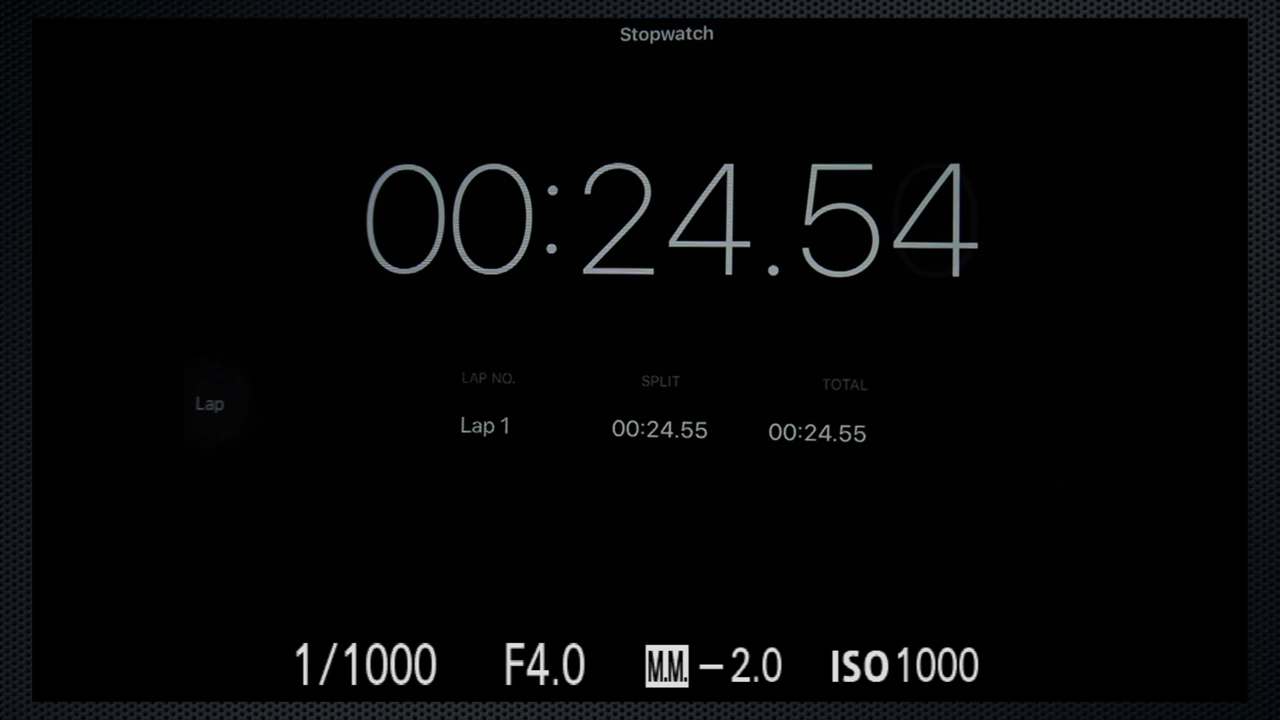 Stopwatch
00:24.54
LAP NO. SPLIT TOTAL
Lap
Lap 1 00:24.55 00:24.55
1/1000 F4.0 M.M. –2.0 ISO 1000